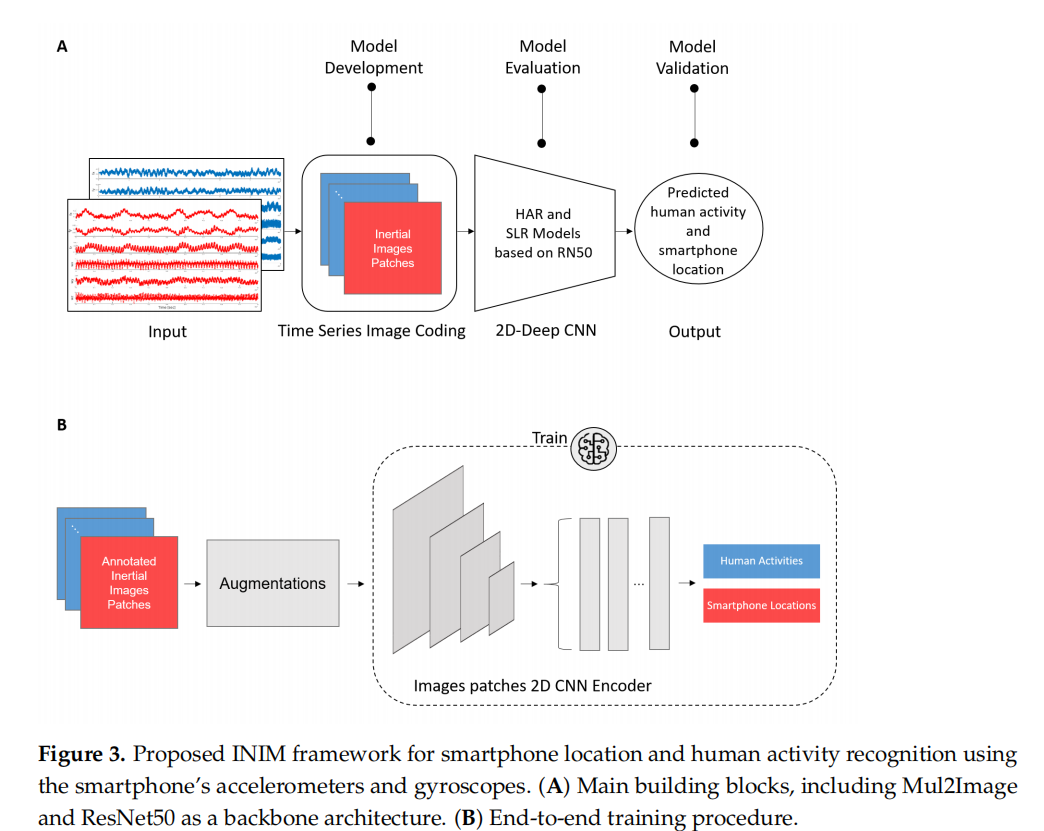 A
Model
Development
Model
Evaluation
Model
Validation
Inertial
Images
Patches
HAR and
SLR Models
based on RN50
Predicted
human activity
and
smartphone
location
Input
Time Series Image Coding
2D-Deep CNN
Output
B
Train
Annotated
Inertial
Images
Patches
Augmentations
...
Human Activities
Smartphone Locations
Images patches 2D CNN Encoder
Figure 3. Proposed INIM framework for smartphone location and human activity recognition using
the smartphone's accelerometers and gyroscopes. (A) Main building blocks, including Mul2Image
and ResNet50 as a backbone architecture. (B) End-to-end training procedure.